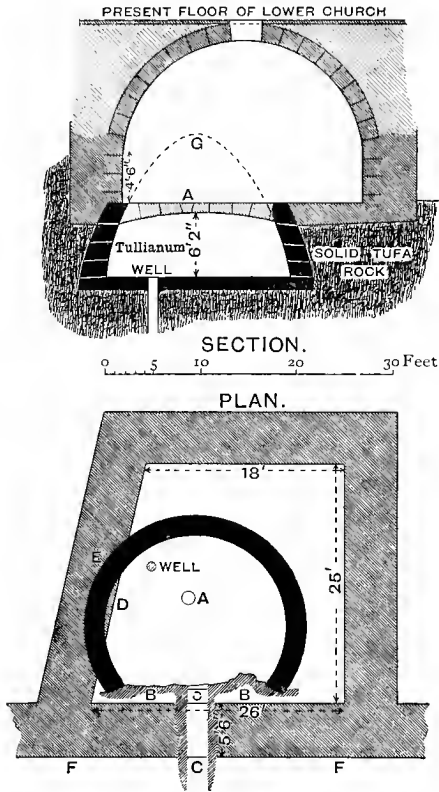 PRESENT FLOOR OF LOWER CHURCH
G
4'6"
A
Tullianum
6'2"
SOLID TUFA
WELL
ROCK
SECTION.
0 5 10 20 30 Feet
PLAN.
18'
E
WELL
D
A
25'
B C B
26'
5'6"
F C F